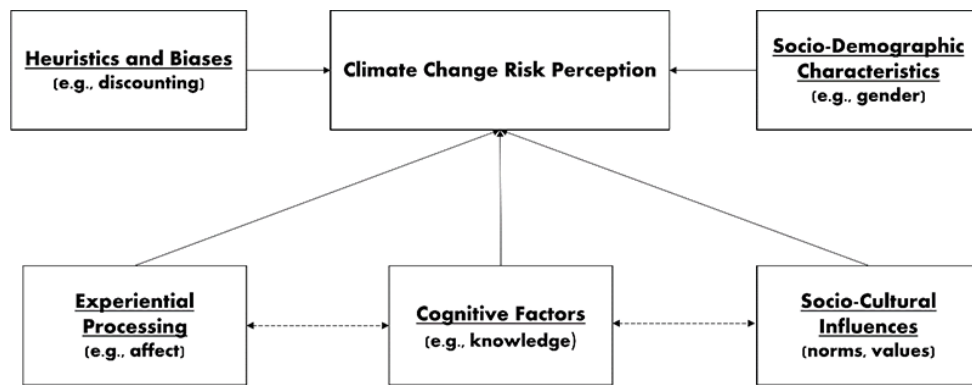 Heuristics and Biases
(e.g., discounting)
Climate Change Risk Perception
Socio-Demographic
Characteristics
(e.g., gender)
Experiential
Processing
(e.g., affect)
Cognitive Factors
(e.g., knowledge)
Socio-Cultural
Influences
(norms, values)